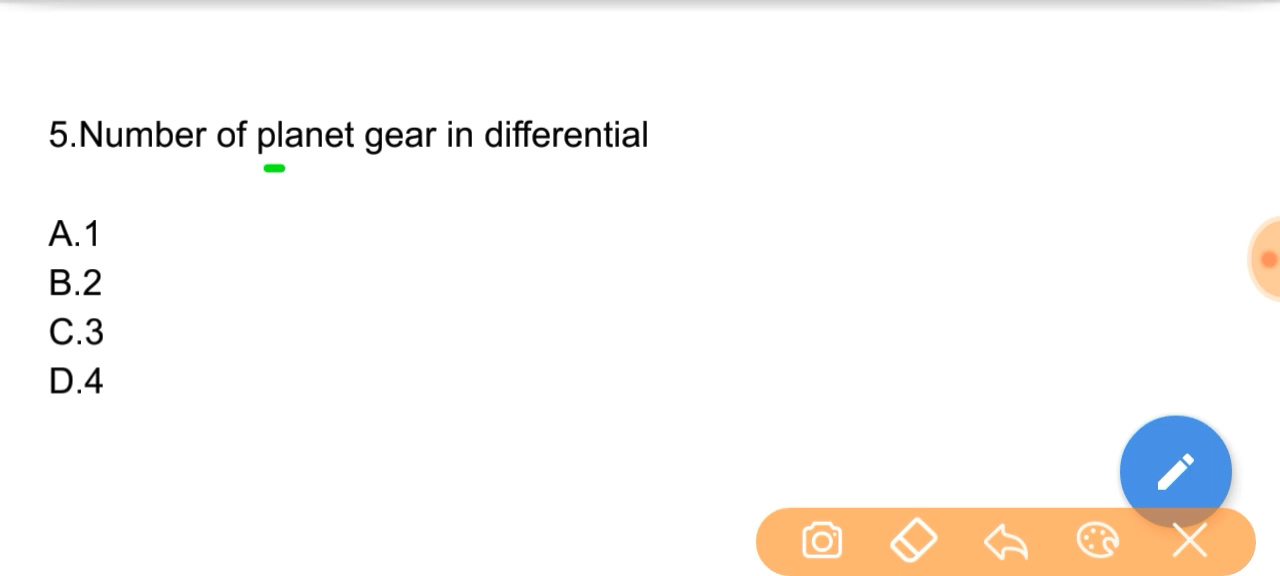 5.Number of planet gear in differential
A.1
B.2
C.3
D.4